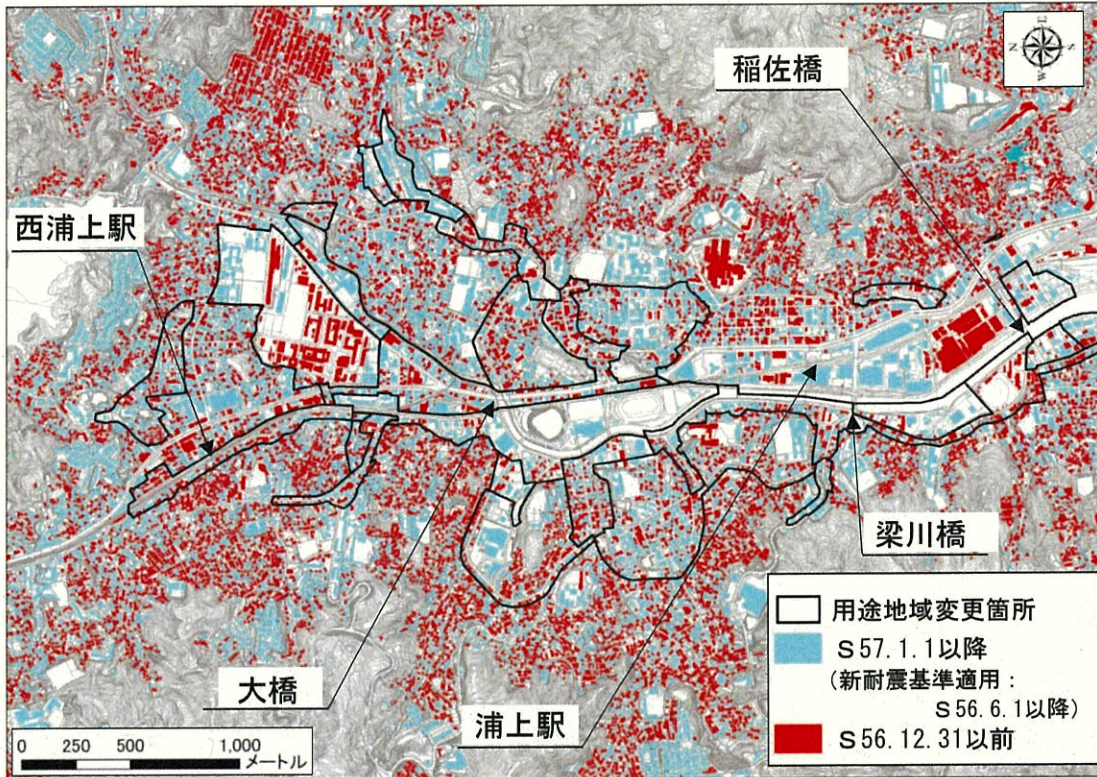 稲佐橋
西浦上駅
梁川橋
大橋
浦上駅
用途地域変更箇所
S57.1.1以降
(新耐震基準適用:
S56.6.1以降)
S56.12.31以前
0 250 500 1,000
メートル
E
N S
W